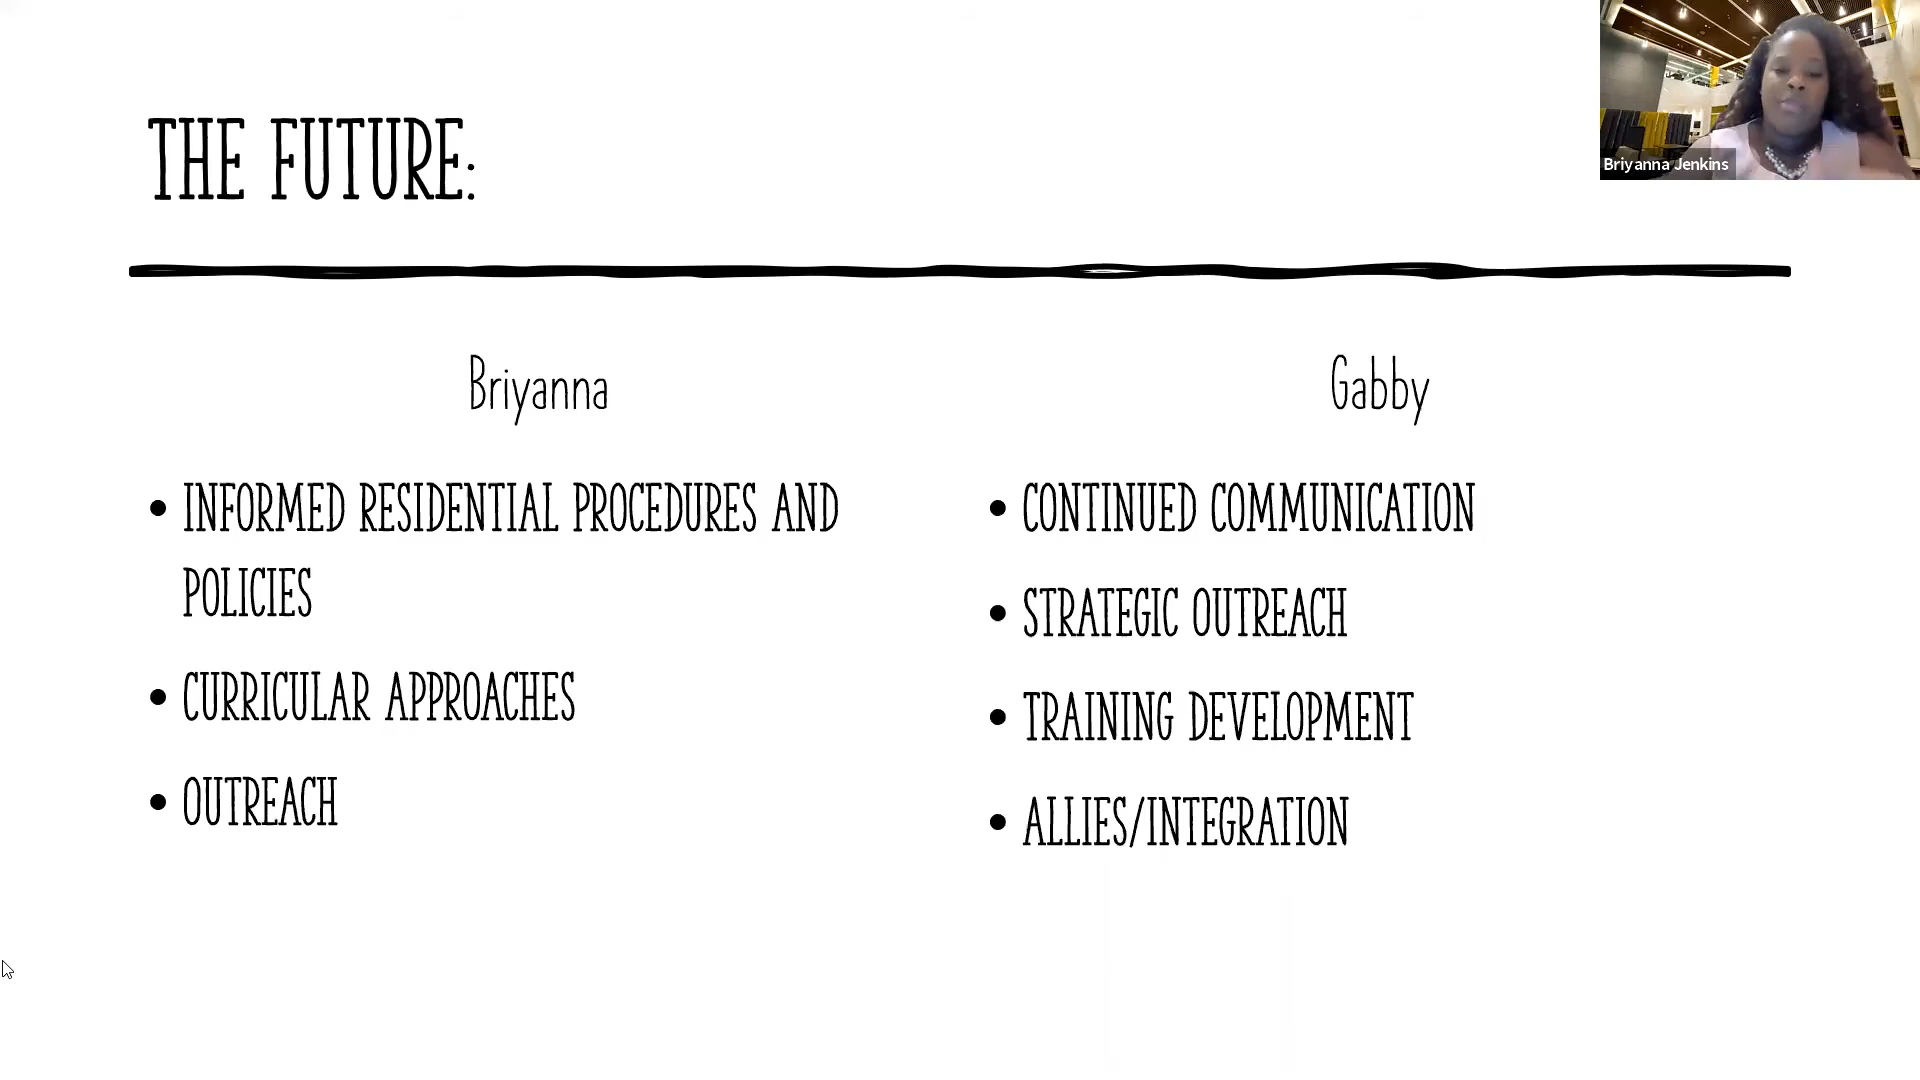 THE FUTURE:
Briyanna Jenkins
Briyanna
• INFORMED RESIDENTIAL PROCEDURES AND
POLICIES
• CURRICULAR APPROACHES
• OUTREACH
Gabby
• CONTINUED COMMUNICATION
• STRATEGIC OUTREACH
• TRAINING DEVELOPMENT
• ALLIES/INTEGRATION